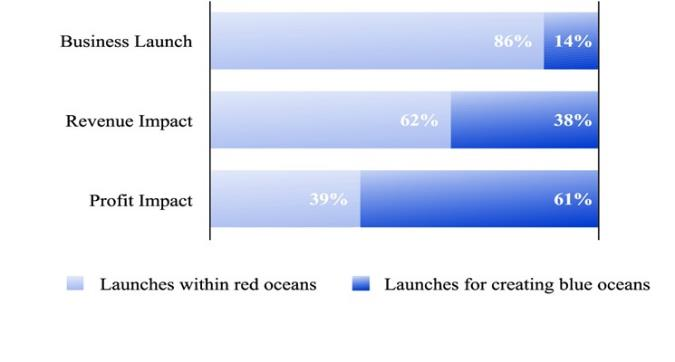 Business Launch 86% 14%
Revenue Impact 62% 38%
Profit Impact 39% 61%
Launches within red oceans Launches for creating blue oceans